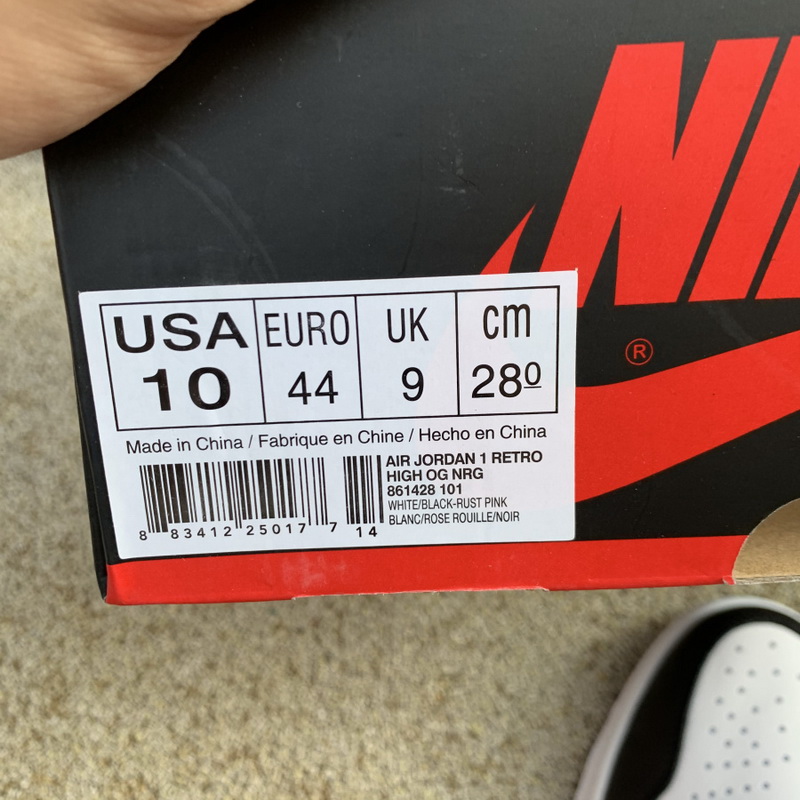 NIKE
®
USA EURO UK cm
10 44 9 280
Made in China / Fabrique en Chine / Hecho en China
AIR JORDAN 1 RETRO
HIGH OG NRG
861428 101
WHITE/BLACK-RUST PINK
BLANC/ROSE ROUILLE/NOIR
8 83412 25017 7 14